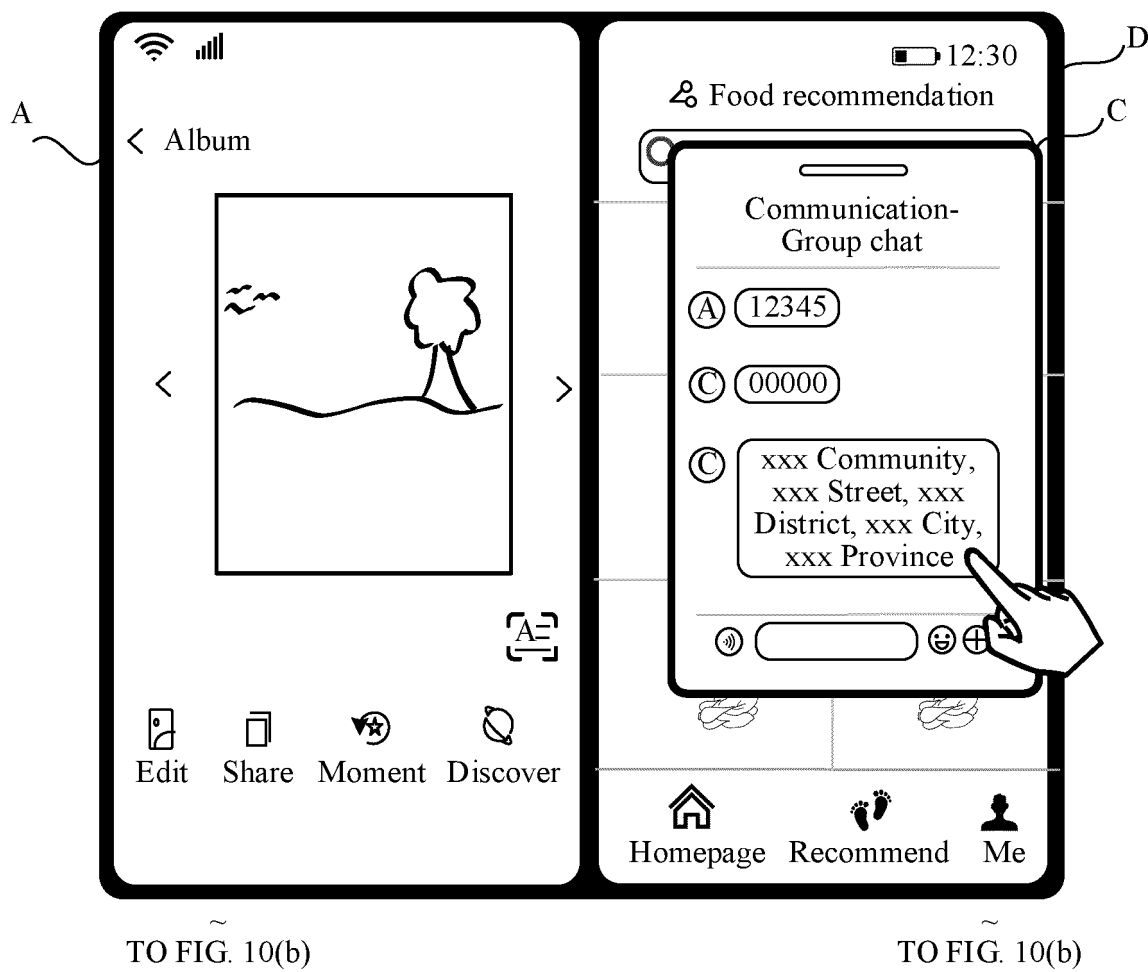 12:30
D
Food recommendation
A
C
Album
Communication-
Group chat
A 12345
C 00000
C xxx Community,
xxx Street, xxx
District, xxx City,
xxx Province
A
Edit Share Moment Discover
Homepage Recommend Me
TO FIG. 10(b) TO FIG. 10(b)